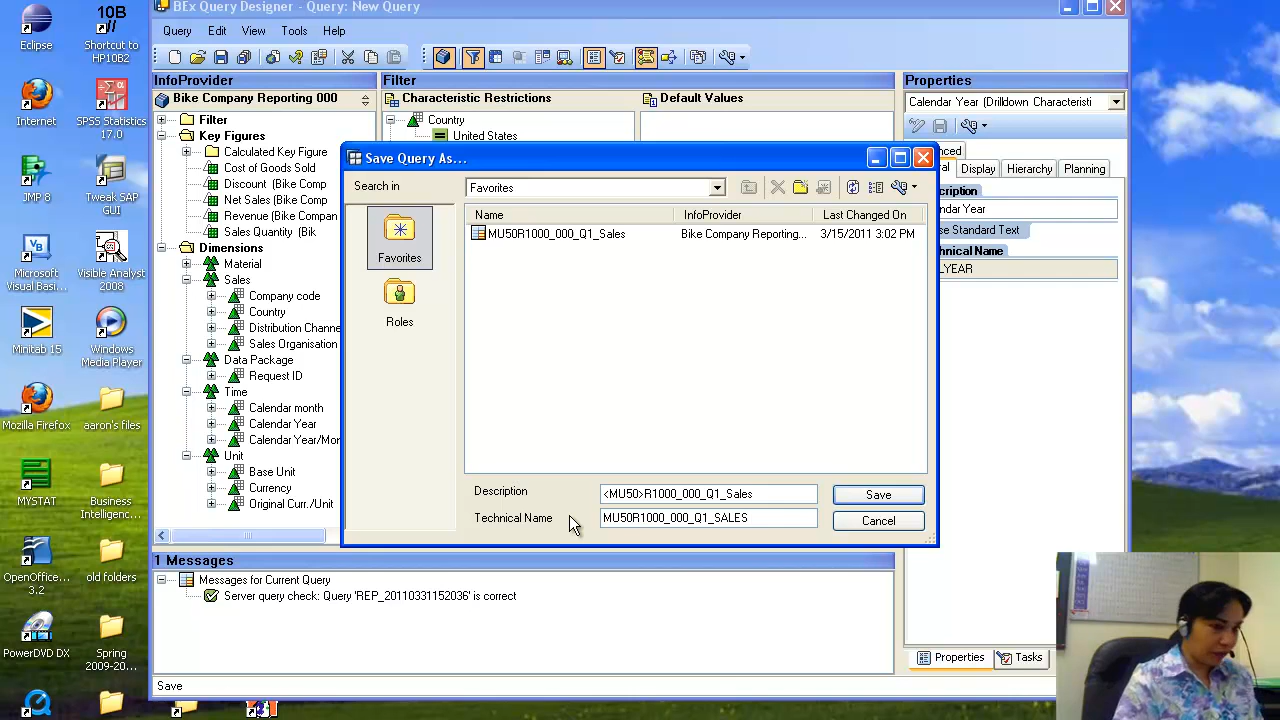 BEx Query Designer - Query: New Query
Query Edit View Tools Help
InfoProvider
Bike Company Reporting 000
Filter
Key Figures
Calculated Key Figure
Cost of Goods Sold
Discount (Bike Comp
Net Sales (Bike Comp
Revenue (Bike Compan
Sales Quantity (Bik
Dimensions
Material
Sales
Company code
Country
Distribution Channe
Sales Organisation
Data Package
Request ID
Time
Calendar month
Calendar Year
Calendar Year/Mon
Unit
Base Unit
Currency
Original Curr./Unit
Filter
Characteristic Restrictions
Default Values
Country
United States
Properties
Calendar Year (Drilldown Characteristi
anced
al Display Hierarchy Planning
cription
ndar Year
se Standard Text
hnical Name
YEAR
Properties Tasks
Save Query As...
Search in
Favorites
Favorites
Roles
Name InfoProvider Last Changed On
MU50R1000_000_Q1_Sales Bike Company Reporting... 3/15/2011 3:02 PM
Description
<MU50>R1000_000_Q1_Sales
Save
Technical Name
MU50R1000_000_Q1_SALES
Cancel
1 Messages
Messages for Current Query
Server query check: Query 'REP_20110331152036' is correct
Save
Eclipse
10B
//
Shortcut to
HP10B2
Internet
SPSS Statistics
17.0
JMP 8
Tweak SAP
GUI
Microsoft
Visual Basi...
Visible Analyst
2008
Minitab 15
Windows
Media Player
Mozilla Firefox
aaron's files
MYSTAT
Business
Intelligenc...
OpenOffice...
3.2
old folders
PowerDVD DX
Spring
2009-20...